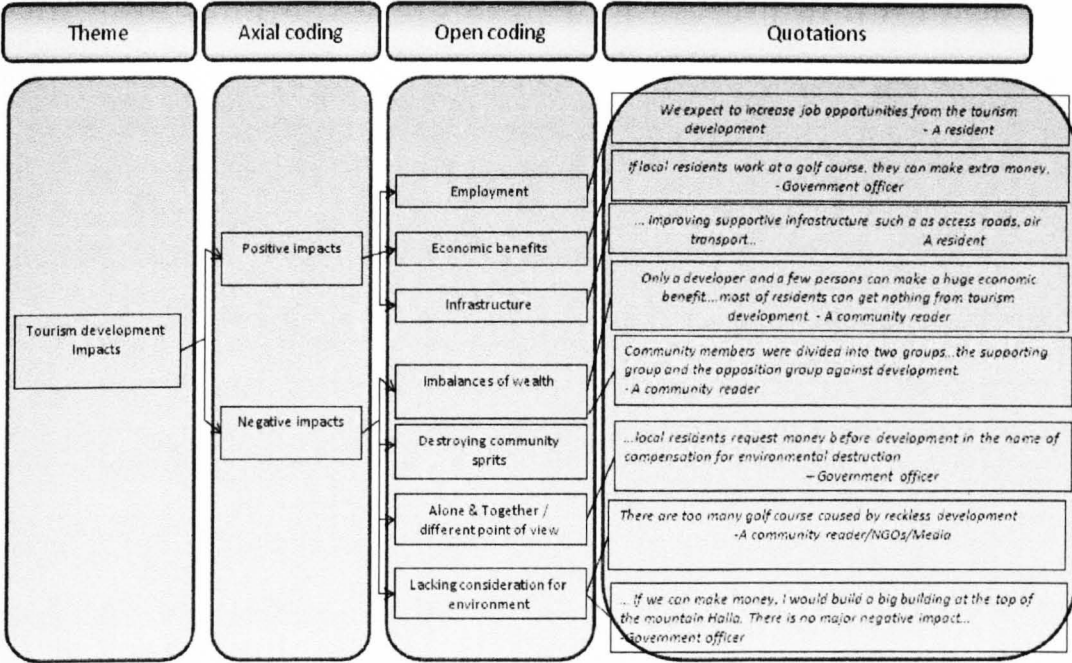 Theme
Axial coding
Open coding
Quotations
Tourism development
Impacts
Positive impacts
Negative impacts
Employment
Economic benefits
Infrastructure
Imbalances of wealth
Destroying community
sprits
Alone & Together /
different point of view
Lacking consideration for
environment
We expect to increase job opportunities from the tourism
development - A resident
If local residents work at a golf course, they can make extra money.
-Government officer
... Improving supportive infrastructure such a as access roads, air
transport... A resident
Only a developer and a few persons can make a huge economic
benefit...most of residents can get nothing from tourism
development. - A community reader
Community members were divided into two groups...the supporting
group and the opposition group against development.
-A community reader
...local residents request money before development in the name of
compensation for environmental destruction
– Government officer
There are too many golf course caused by reckless development
-A community reader/NGOs/Media
... If we can make money, I would build a big building at the top of
the mountain Halla. There is no major negative impact...
-Government officer